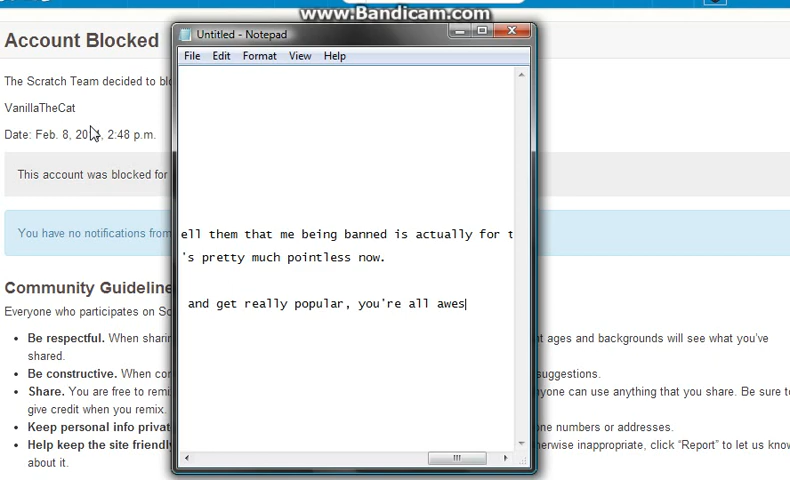 www.Bandicam.com
Account Blocked
Untitled - Notepad
File Edit Format View Help
The Scratch Team decided to blo
VanillaTheCat
Date: Feb. 8, 20 , 2:48 p.m.
This account was blocked for
ell them that me being banned is actually for t
You have no notifications from
's pretty much pointless now.
Community Guideline
and get really popular, you're all awes
Everyone who participates on Sc
Be respectful. When sharin nt ages and backgrounds will see what you've
shared.
Be constructive. When con suggestions.
Share. You are free to remi yone can use anything that you share. Be sure to
give credit when you remix.
Keep personal info privat one numbers or addresses.
Help keep the site friendly herwise inappropriate, click "Report" to let us know
about it.